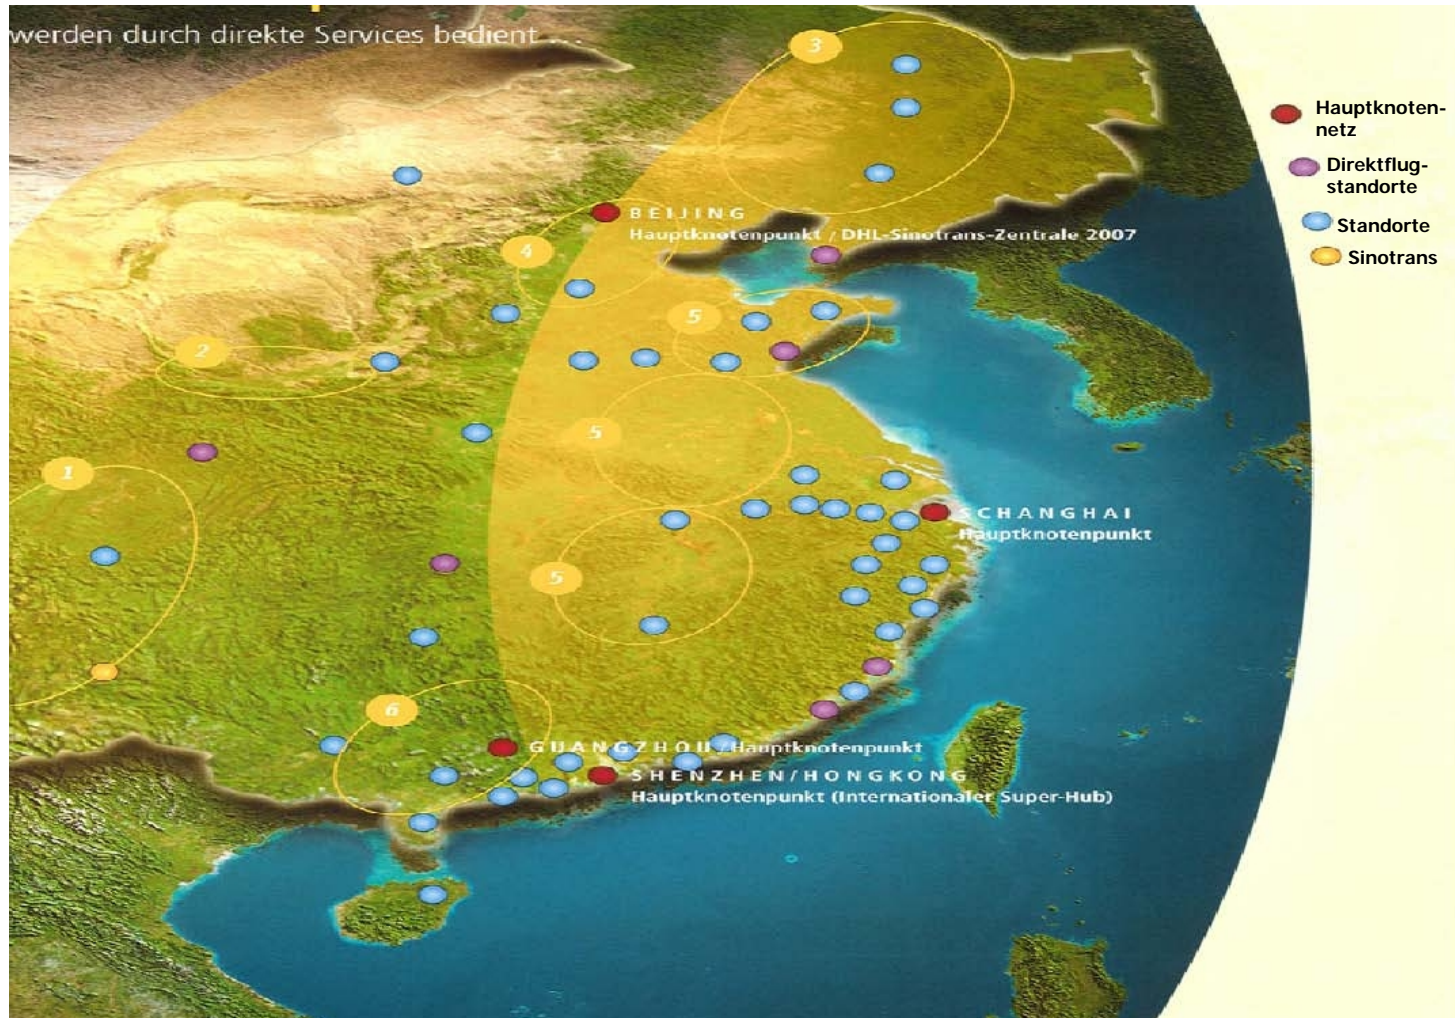 werden durch direkte Services bedient ...
3
Hauptknoten-
netz
Direktflug-
standorte
Standorte
Sinotrans
BEIJING
Hauptknotenpunkt / DHL-Sinotrans-Zentrale 2007
4
5
2
5
1
SCHANGHAI
Hauptknotenpunkt
5
6
GUANGZHOU/Hauptknotenpunkt
SHENZHEN/HONGKONG
Hauptknotenpunkt (Internationaler Super-Hub)